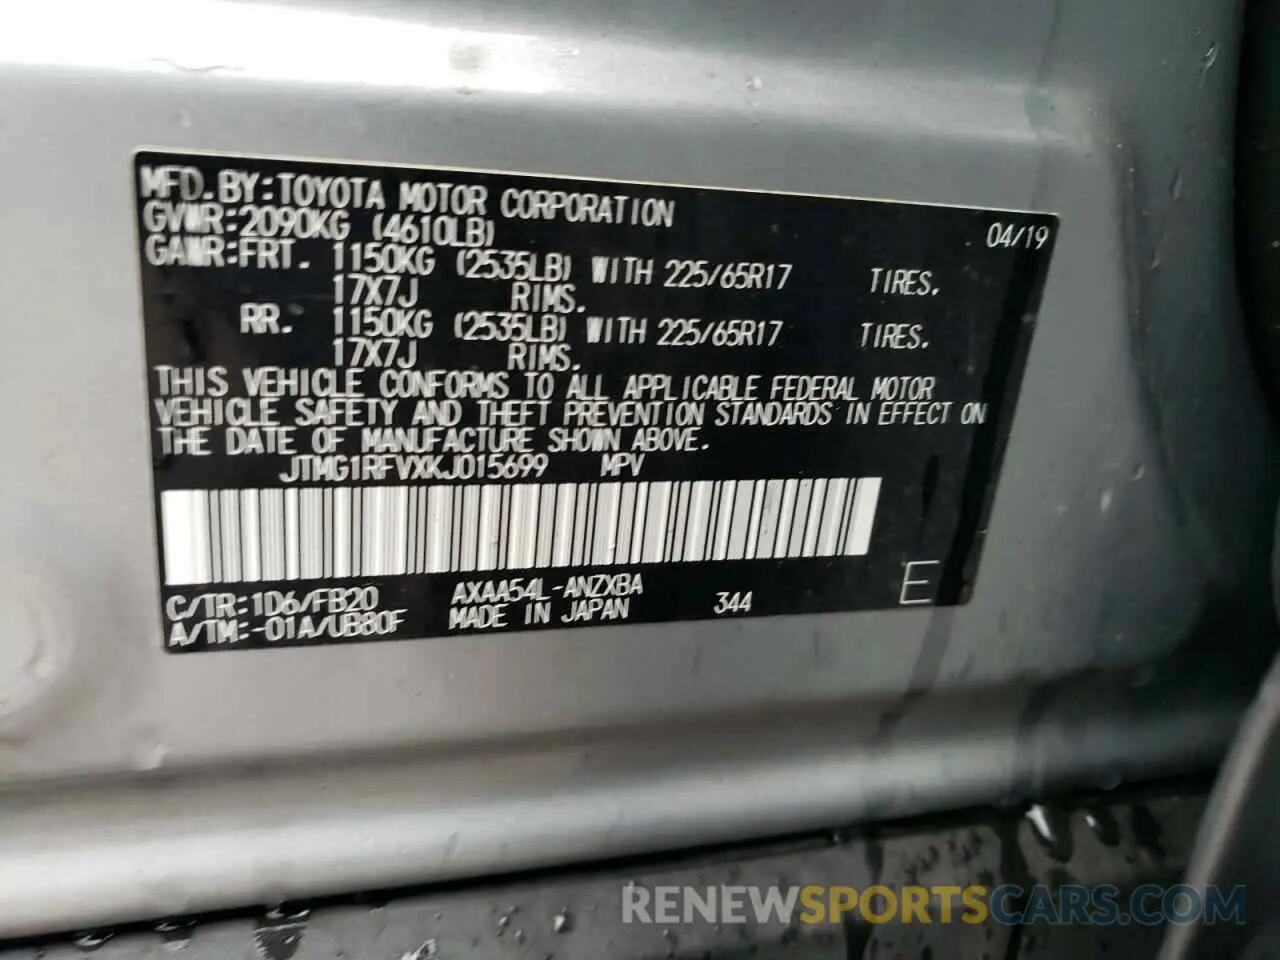 MFD.BY:TOYOTA MOTOR CORPORATION 04/19
GVWR:2090KG (4610LB)
GAWR:FRT. 1150KG (2535LB) WITH 225/65R17 TIRES.
17X7J RIMS.
RR. 1150KG (2535LB) WITH 225/65R17 TIRES.
17X7J RIMS.
THIS VEHICLE CONFORMS TO ALL APPLICABLE FEDERAL MOTOR
VEHICLE SAFETY AND THEFT PREVENTION STANDARDS IN EFFECT ON
THE DATE OF MANUFACTURE SHOWN ABOVE.
JTMG1RFVXKJ015699 MPV
C/TR:1D6/FB20 AXAA54L-ANZXBA
A/TM:-01A/UB80F MADE IN JAPAN 344 E
RENEWSPORTSCARS.COM